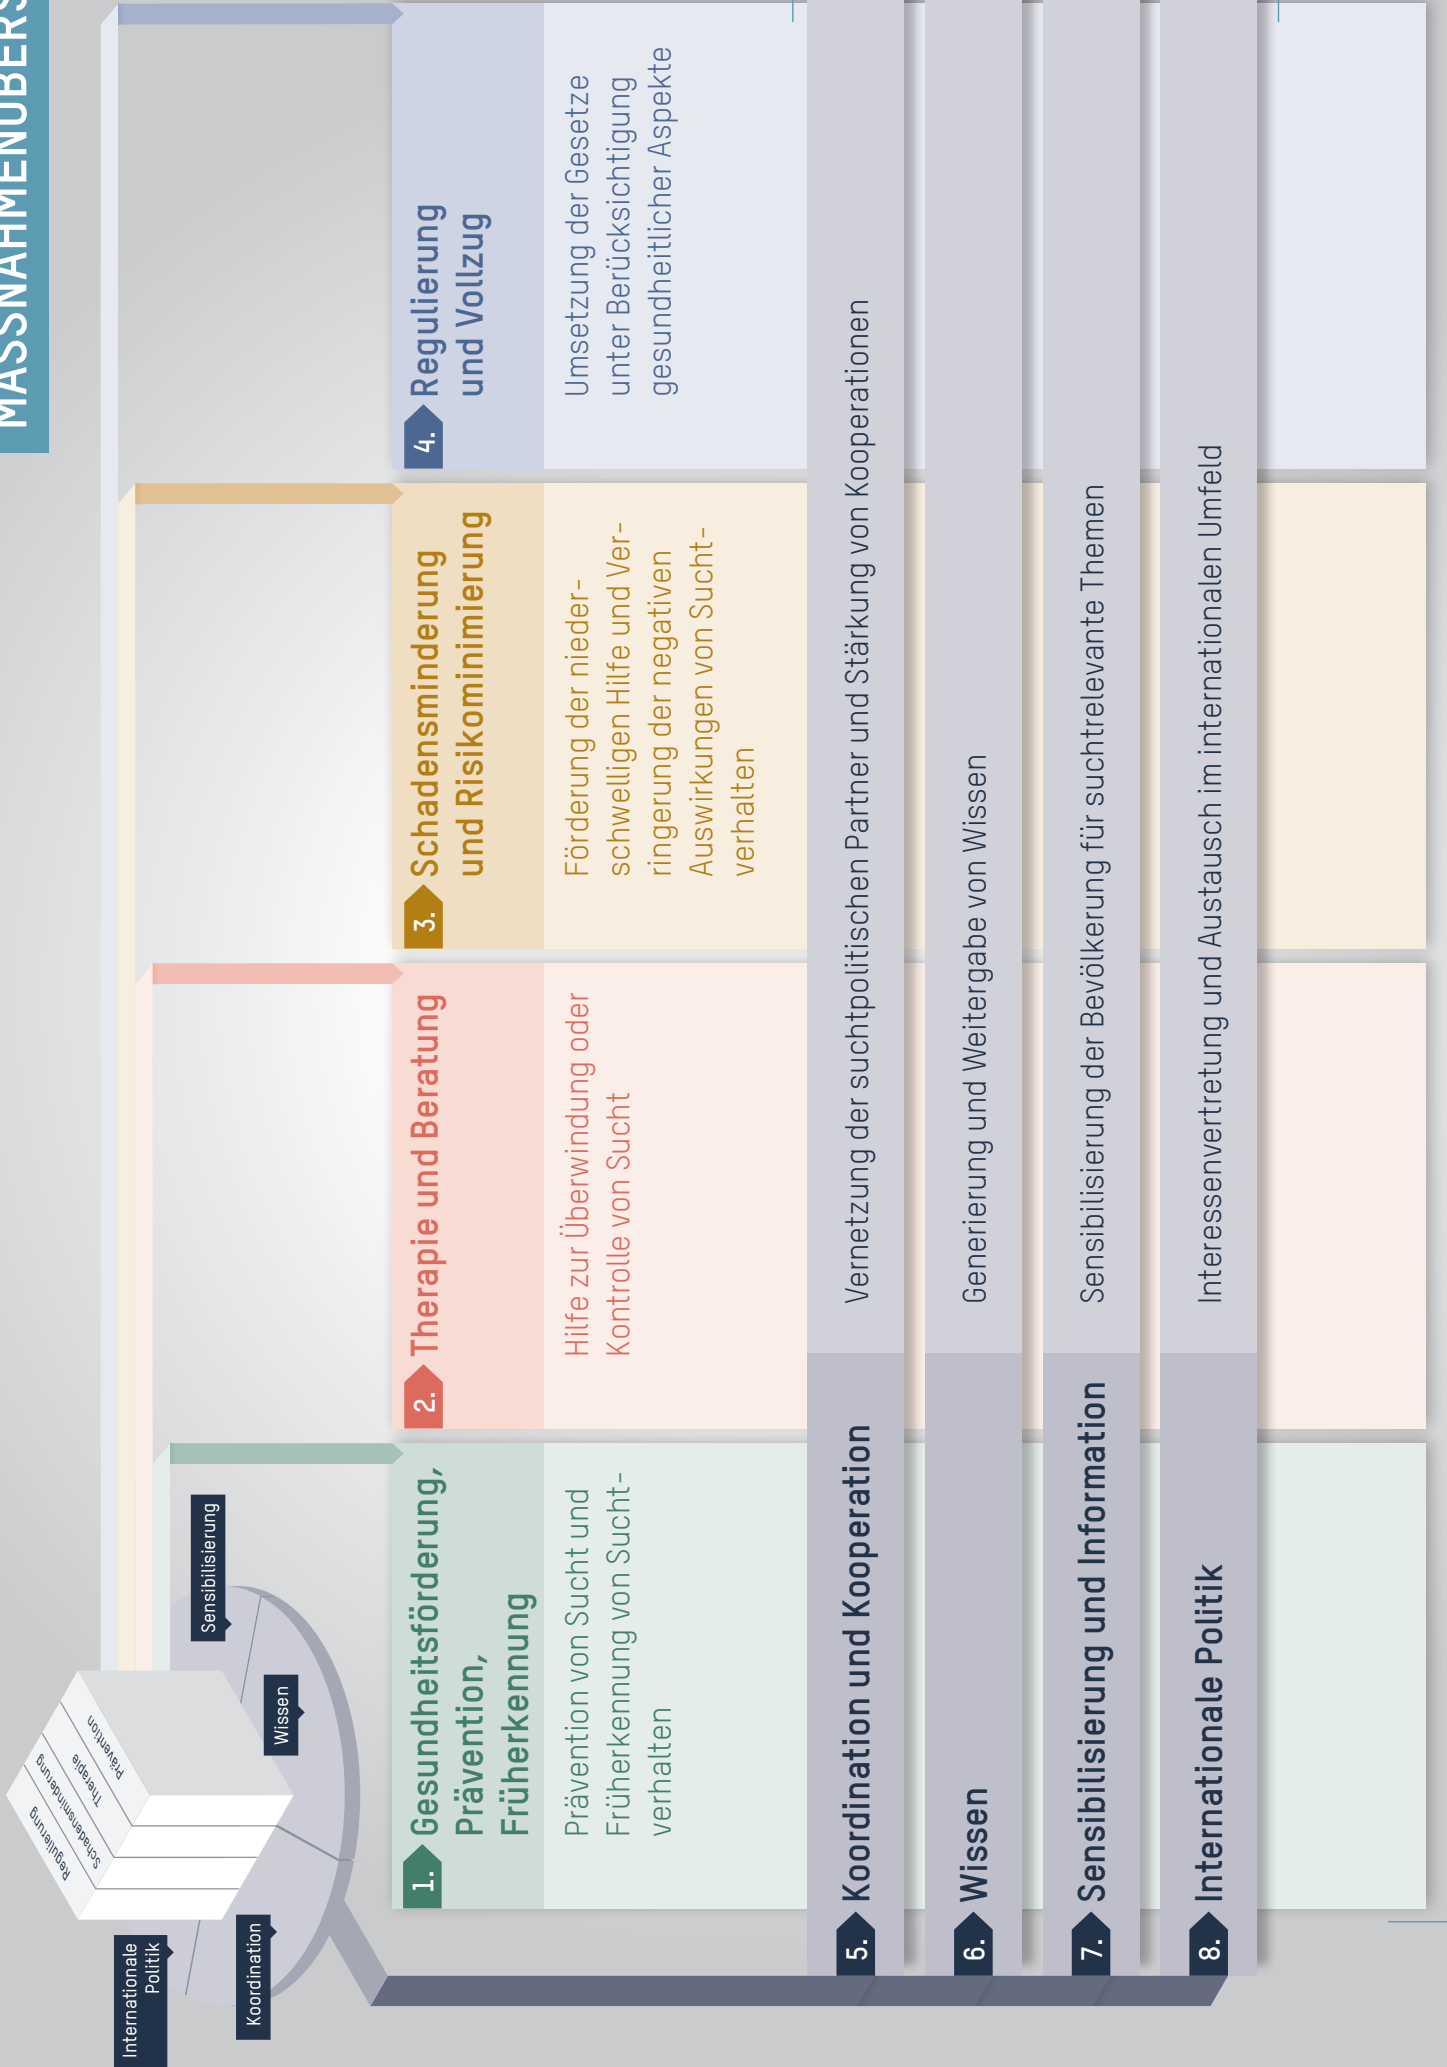 MASSNAHMENÜBERS
Regulierung
Schadensminderung
Therapie
Prävention
Internationale
Politik
Koordination
Wissen
Sensibilisierung
1. Gesundheitsförderung,
Prävention,
Früherkennung
Prävention von Sucht und
Früherkennung von Sucht-
verhalten
2. Therapie und Beratung
Hilfe zur Überwindung oder
Kontrolle von Sucht
3. Schadensminderung
und Risikominimierung
Förderung der nieder-
schwelligen Hilfe und Ver-
ringerung der negativen
Auswirkungen von Sucht-
verhalten
4. Regulierung
und Vollzug
Umsetzung der Gesetze
unter Berücksichtigung
gesundheitlicher Aspekte
5. Koordination und Kooperation Vernetzung der suchtpolitischen Partner und Stärkung von Kooperationen
6. Wissen Generierung und Weitergabe von Wissen
7. Sensibilisierung und Information Sensibilisierung der Bevölkerung für suchtrelevante Themen
8. Internationale Politik Interessenvertretung und Austausch im internationalen Umfeld